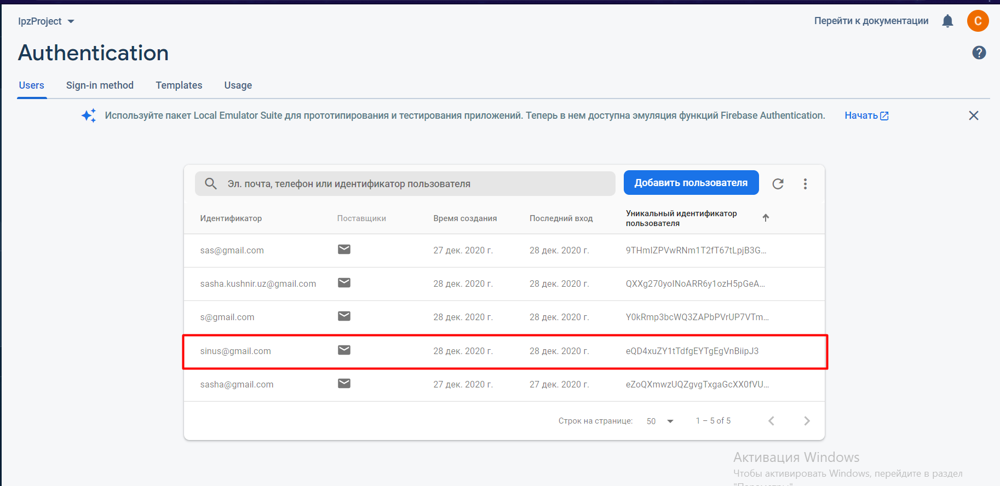 IpzProject
Перейти к документации
C
Authentication
?
Users Sign-in method Templates Usage
Используйте пакет Local Emulator Suite для прототипирования и тестирования приложений. Теперь в нем доступна эмуляция функций Firebase Authentication. Начать
Эл. почта, телефон или идентификатор пользователя
Добавить пользователя
Идентификатор Поставщики Время создания Последний вход Уникальный идентификатор
пользователя
sas@gmail.com 27 дек. 2020 г. 28 дек. 2020 г. 9THmIZPVwRNm1T2fT67tLpjB3G...
sasha.kushnir.uz@gmail.com 28 дек. 2020 г. 28 дек. 2020 г. QXXg270yoINoARR6y1ozH5pGeA...
s@gmail.com 28 дек. 2020 г. 28 дек. 2020 г. Y0kRmp3bcWQ3ZAPbPVrUP7VTm...
sinus@gmail.com 28 дек. 2020 г. 28 дек. 2020 г. eQD4xuZY1tTdfgEYTgEgVnBiipJ3
sasha@gmail.com 27 дек. 2020 г. 27 дек. 2020 г. eZoQXmwzUQZgvgTxgaGcXX0fVU...
Строк на странице: 50 1 – 5 of 5
Активация Windows
Чтобы активировать Windows, перейдите в раздел
"Параметры"